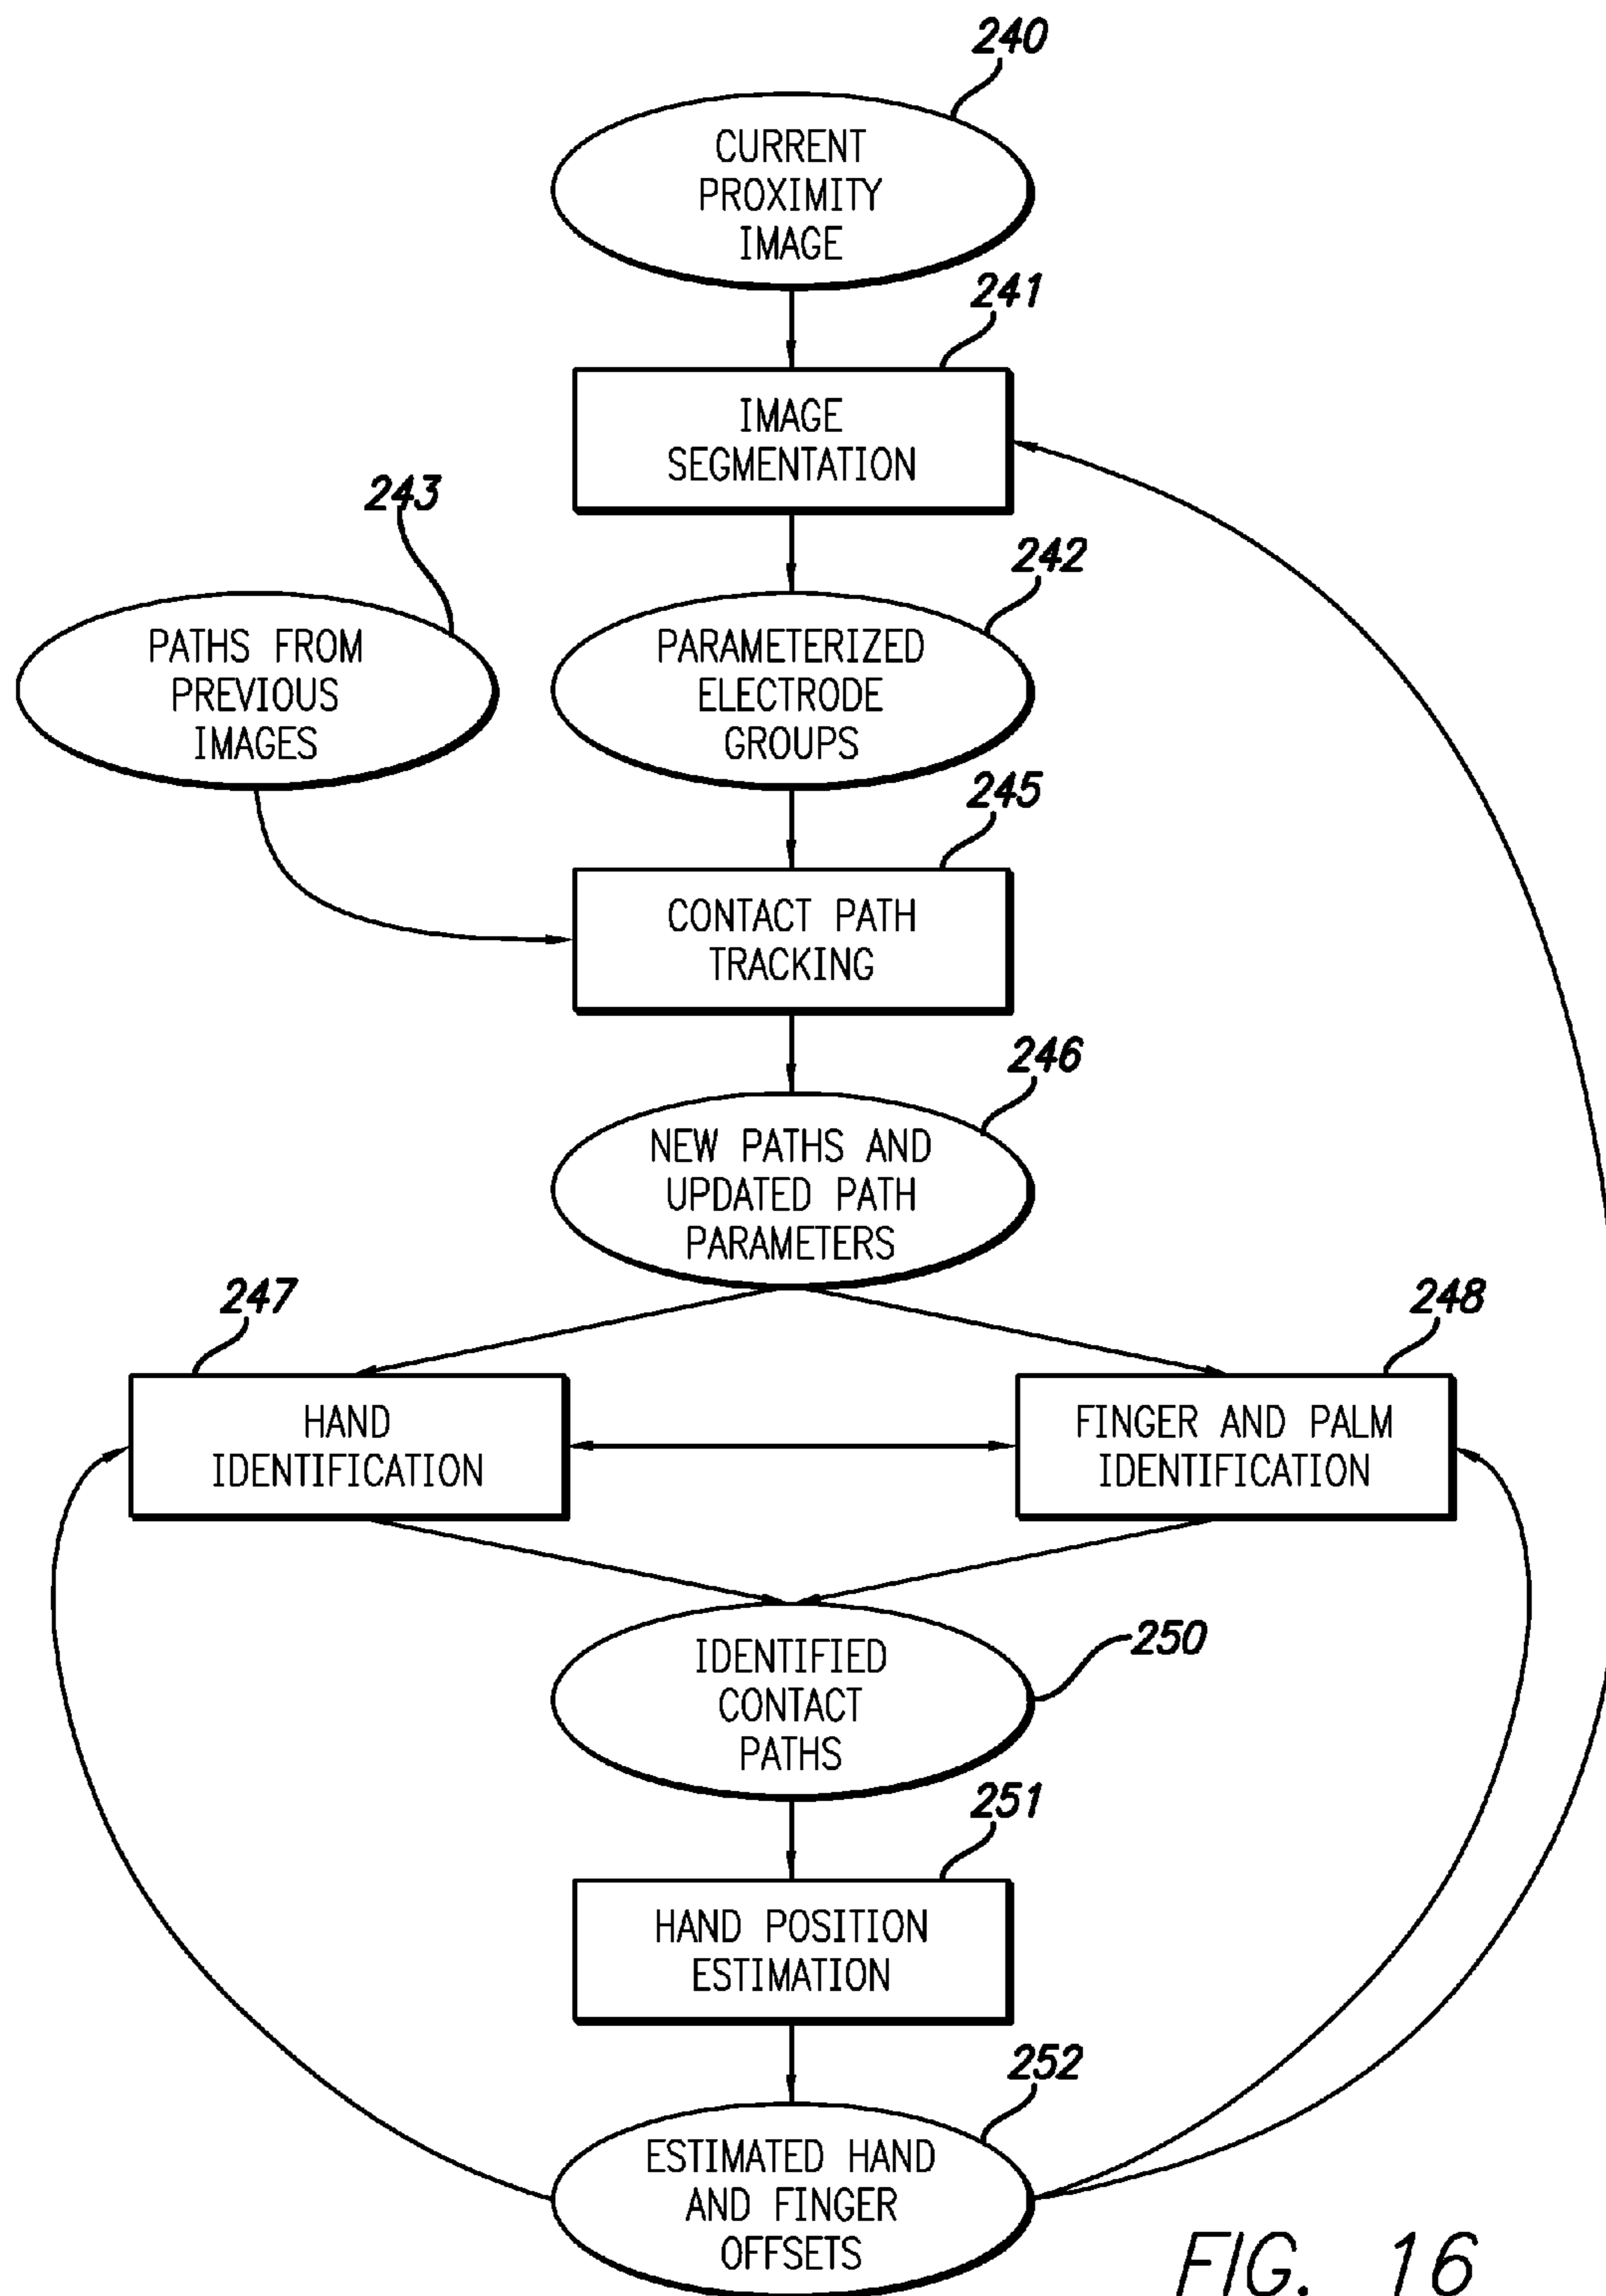 240
CURRENT
PROXIMITY
IMAGE
241
IMAGE
SEGMENTATION
243
242
PATHS FROM
PREVIOUS
IMAGES
PARAMETERIZED
ELECTRODE
GROUPS
245
CONTACT PATH
TRACKING
246
NEW PATHS AND
UPDATED PATH
PARAMETERS
247
248
HAND
IDENTIFICATION
FINGER AND PALM
IDENTIFICATION
250
IDENTIFIED
CONTACT
PATHS
251
HAND POSITION
ESTIMATION
252
ESTIMATED HAND
AND FINGER
OFFSETS
FIG. 16